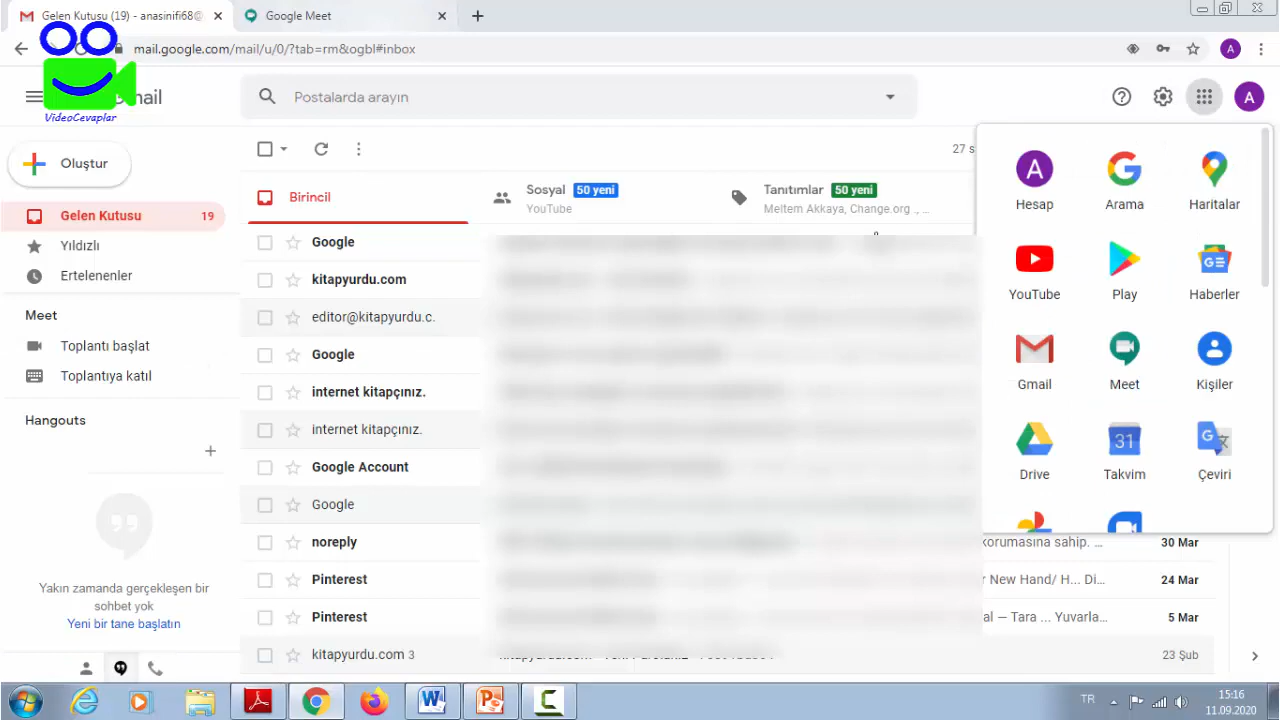 Gelen Kutusu (19) - anasinifi68@
Google Meet
mail.google.com/mail/u/0/?tab=rm&ogbl#inbox
A
VideoCevaplar
mail
Postalarda arayın
A
Oluştur
27 s
Birincil
Sosyal 50 yeni
YouTube
Tanıtımlar 50 yeni
Meltem Akkaya, Change.org ., ...
Gelen Kutusu 19
Yıldızlı
Ertelenenler
Meet
Toplantı başlat
Toplantıya katıl
Hangouts
Yakın zamanda gerçekleşen bir
sohbet yok
Yeni bir tane başlatın
Google
kitapyurdu.com
editor@kitapyurdu.c.
Google
internet kitapçınız.
internet kitapçınız.
Google Account
Google
noreply
korumasına sahip. ... 30 Mar
Pinterest
r New Hand/ H... Di... 24 Mar
Pinterest
al — Tara ... Yuvarla... 5 Mar
kitapyurdu.com 3
23 Şub
A
Hesap
Arama
Haritalar
YouTube
Play
Haberler
Gmail
Meet
Kişiler
31
Drive
Takvim
Çeviri
TR
15:16
11.09.2020